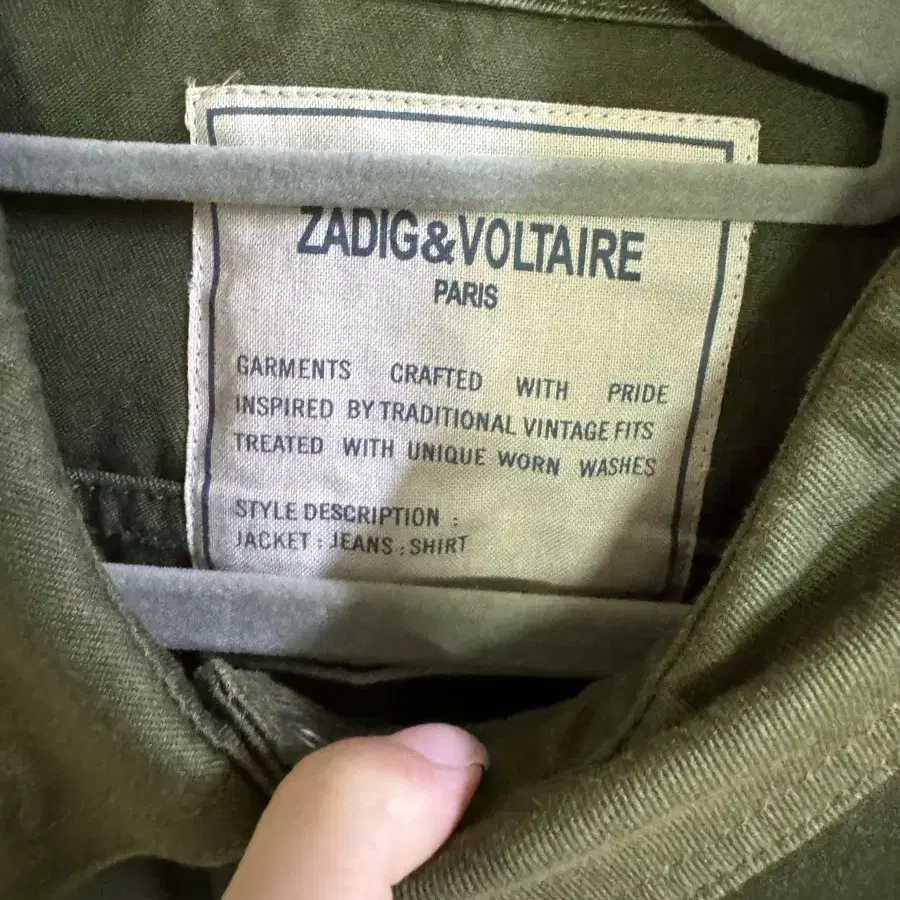 ZADIG&VOLTAIRE
PARIS
GARMENTS CRAFTED WITH PRIDE
INSPIRED BY TRADITIONAL VINTAGE FITS
TREATED WITH UNIQUE WORN WASHES
STYLE DESCRIPTION :
JACKET : JEANS : SHIRT